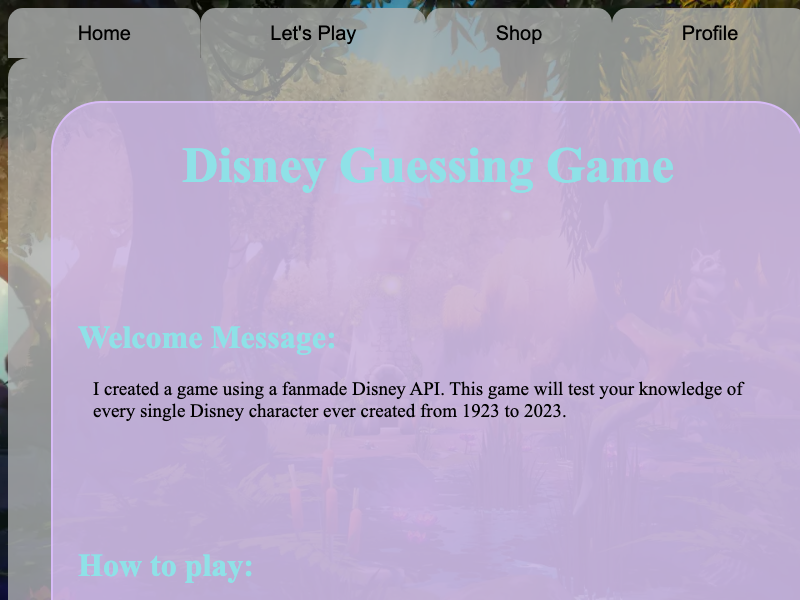 Home
Let's Play
Shop
Profile
Disney Guessing Game
Welcome Message:
I created a game using a fanmade Disney API. This game will test your knowledge of
every single Disney character ever created from 1923 to 2023.
How to play: